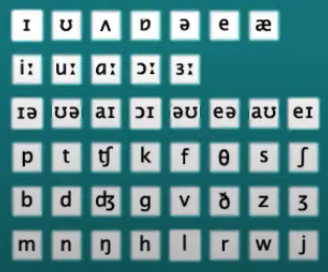 ɪ ʊ ʌ ɒ ə e æ
iː uː ɑː ɔː ɜː
ɪə ʊə aɪ ɔɪ əʊ eə aʊ eɪ
p t ʧ k f θ s ʃ
b d ʤ g v ð z ʒ
m n ŋ h l r w j